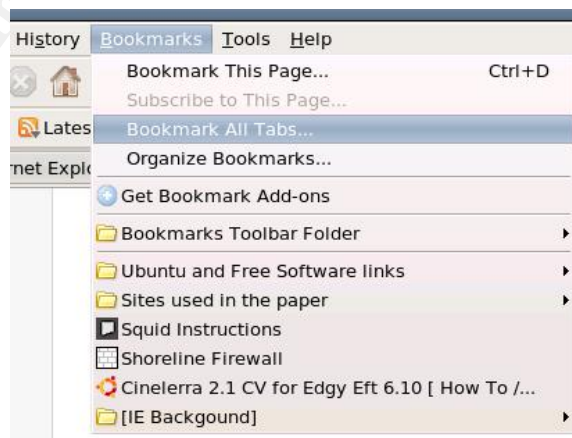 History Bookmarks Tools Help
Bookmark This Page... Ctrl+D
Subscribe to This Page...
Lates
Bookmark All Tabs...
Organize Bookmarks...
rnet Explo
Get Bookmark Add-ons
Bookmarks Toolbar Folder
Ubuntu and Free Software links
Sites used in the paper
Squid Instructions
Shoreline Firewall
Cinelerra 2.1 CV for Edgy Eft 6.10 [ How To /...
[IE Backgound]